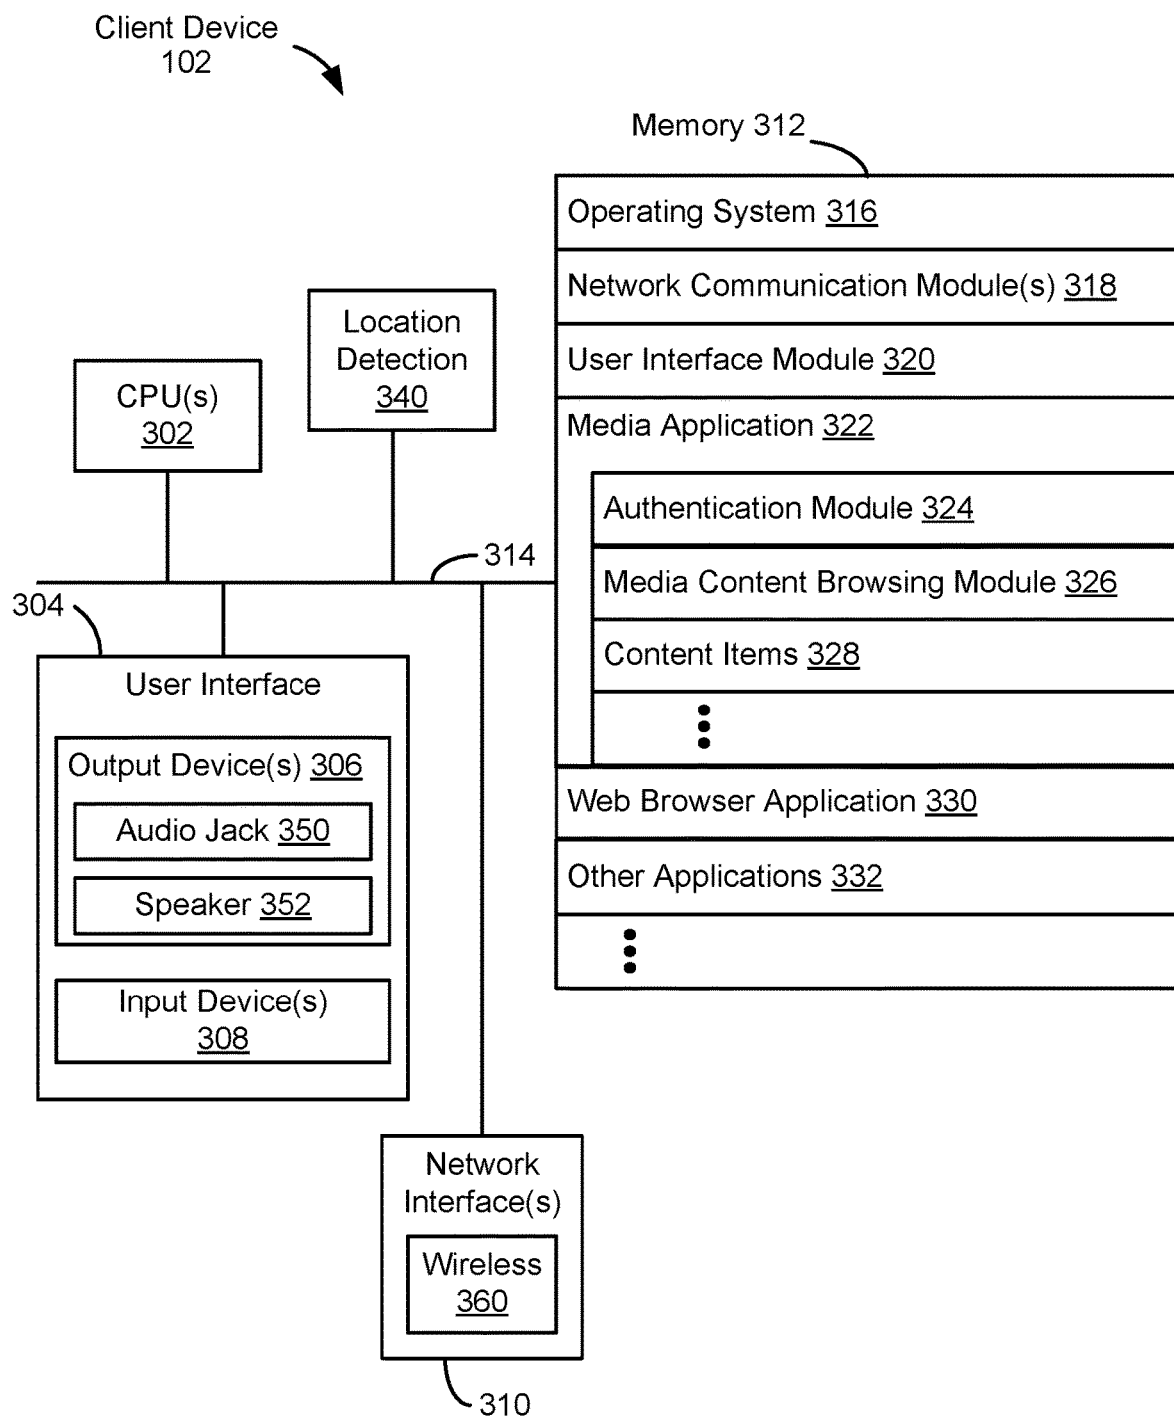 Client Device
102
Memory 312
Operating System 316
Network Communication Module(s) 318
User Interface Module 320
Media Application 322
Authentication Module 324
Media Content Browsing Module 326
Content Items 328
Web Browser Application 330
Other Applications 332
Location
Detection
340
CPU(s)
302
314
304
User Interface
Output Device(s) 306
Audio Jack 350
Speaker 352
Input Device(s)
308
Network
Interface(s)
Wireless
360
310